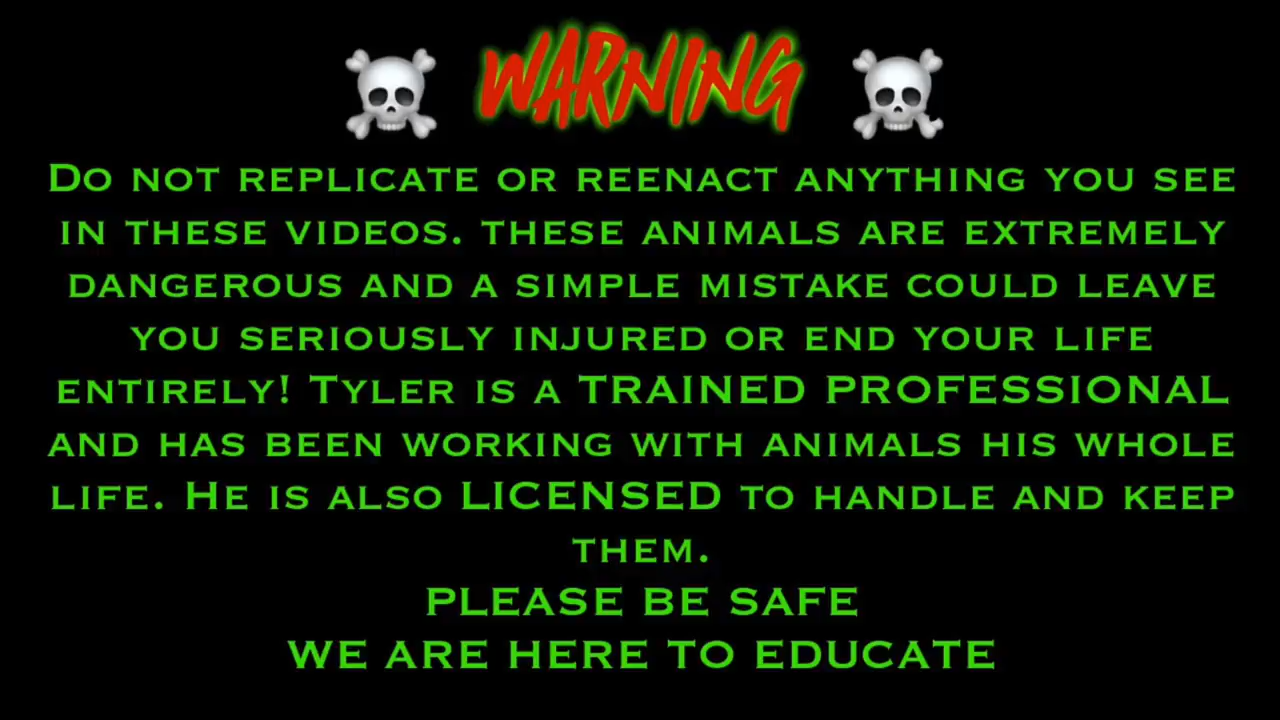 WARNING
Do not replicate or reenact anything you see
in these videos. these animals are extremely
dangerous and a simple mistake could leave
you seriously injured or end your life
entirely! Tyler is a TRAINED PROFESSIONAL
and has been working with animals his whole
life. He is also LICENSED to handle and keep
them.
PLEASE BE SAFE
WE ARE HERE TO EDUCATE